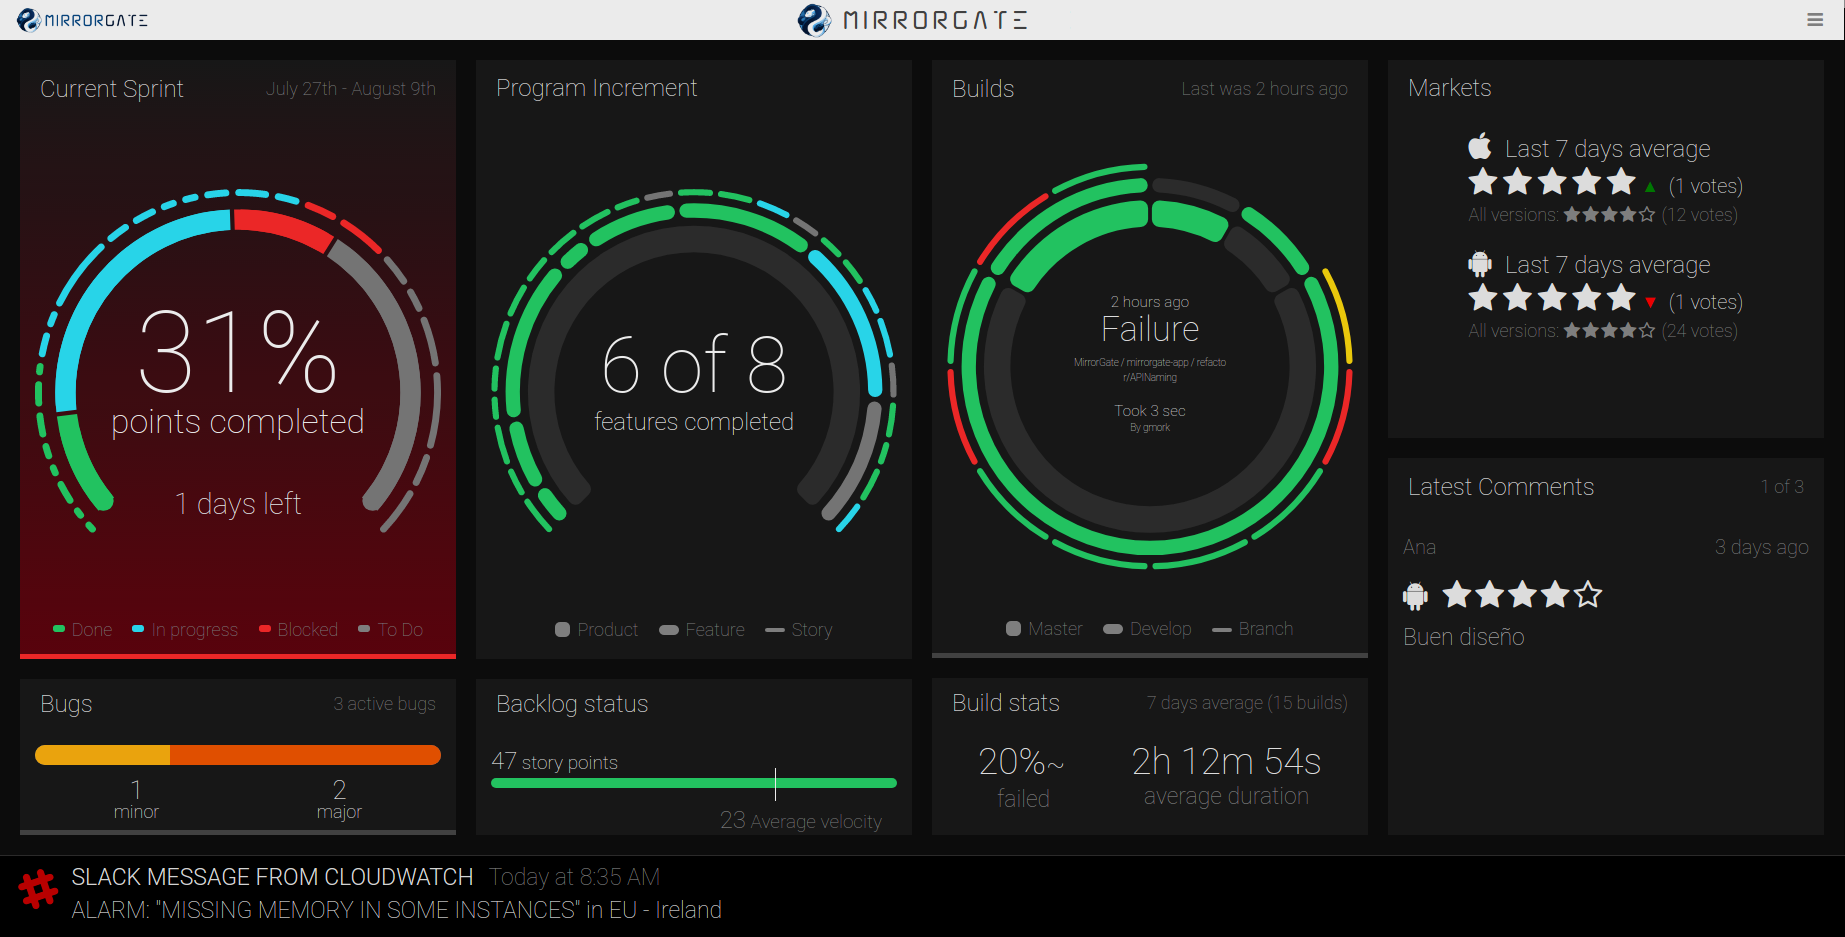 MIRRORGATE
MIRRORGATE
Current Sprint
July 27th - August 9th
31%
points completed
1 days left
Done
In progress
Blocked
To Do
Program Increment
6 of 8
features completed
Product
Feature
Story
Builds
Last was 2 hours ago
2 hours ago
Failure
MirrorGate / mirrorgate-app / refacto
r/APINaming
Took 3 sec
By gmork
Master
Develop
Branch
Markets
Last 7 days average
(1 votes)
All versions: (12 votes)
Last 7 days average
(1 votes)
All versions: (24 votes)
Latest Comments
1 of 3
Ana
3 days ago
Buen diseño
Bugs
3 active bugs
1
minor
2
major
Backlog status
47 story points
23 Average velocity
Build stats
7 days average (15 builds)
20%~
failed
2h 12m 54s
average duration
SLACK MESSAGE FROM CLOUDWATCH Today at 8:35 AM
ALARM: "MISSING MEMORY IN SOME INSTANCES" in EU - Ireland